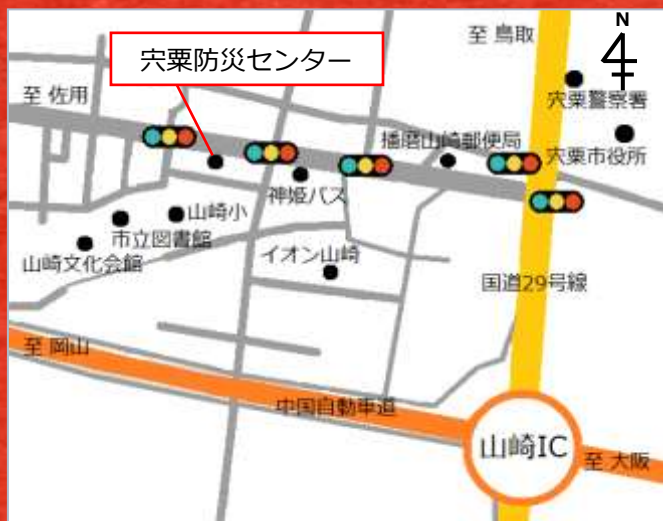 至 鳥取
N
宍粟防災センター
宍粟警察署
至 佐用
宍粟市役所
播磨山崎郵便局
神姫バス
山崎小
市立図書館
山崎文化会館
イオン山崎
国道29号線
至 岡山
中国自動車道
山崎IC
至 大阪